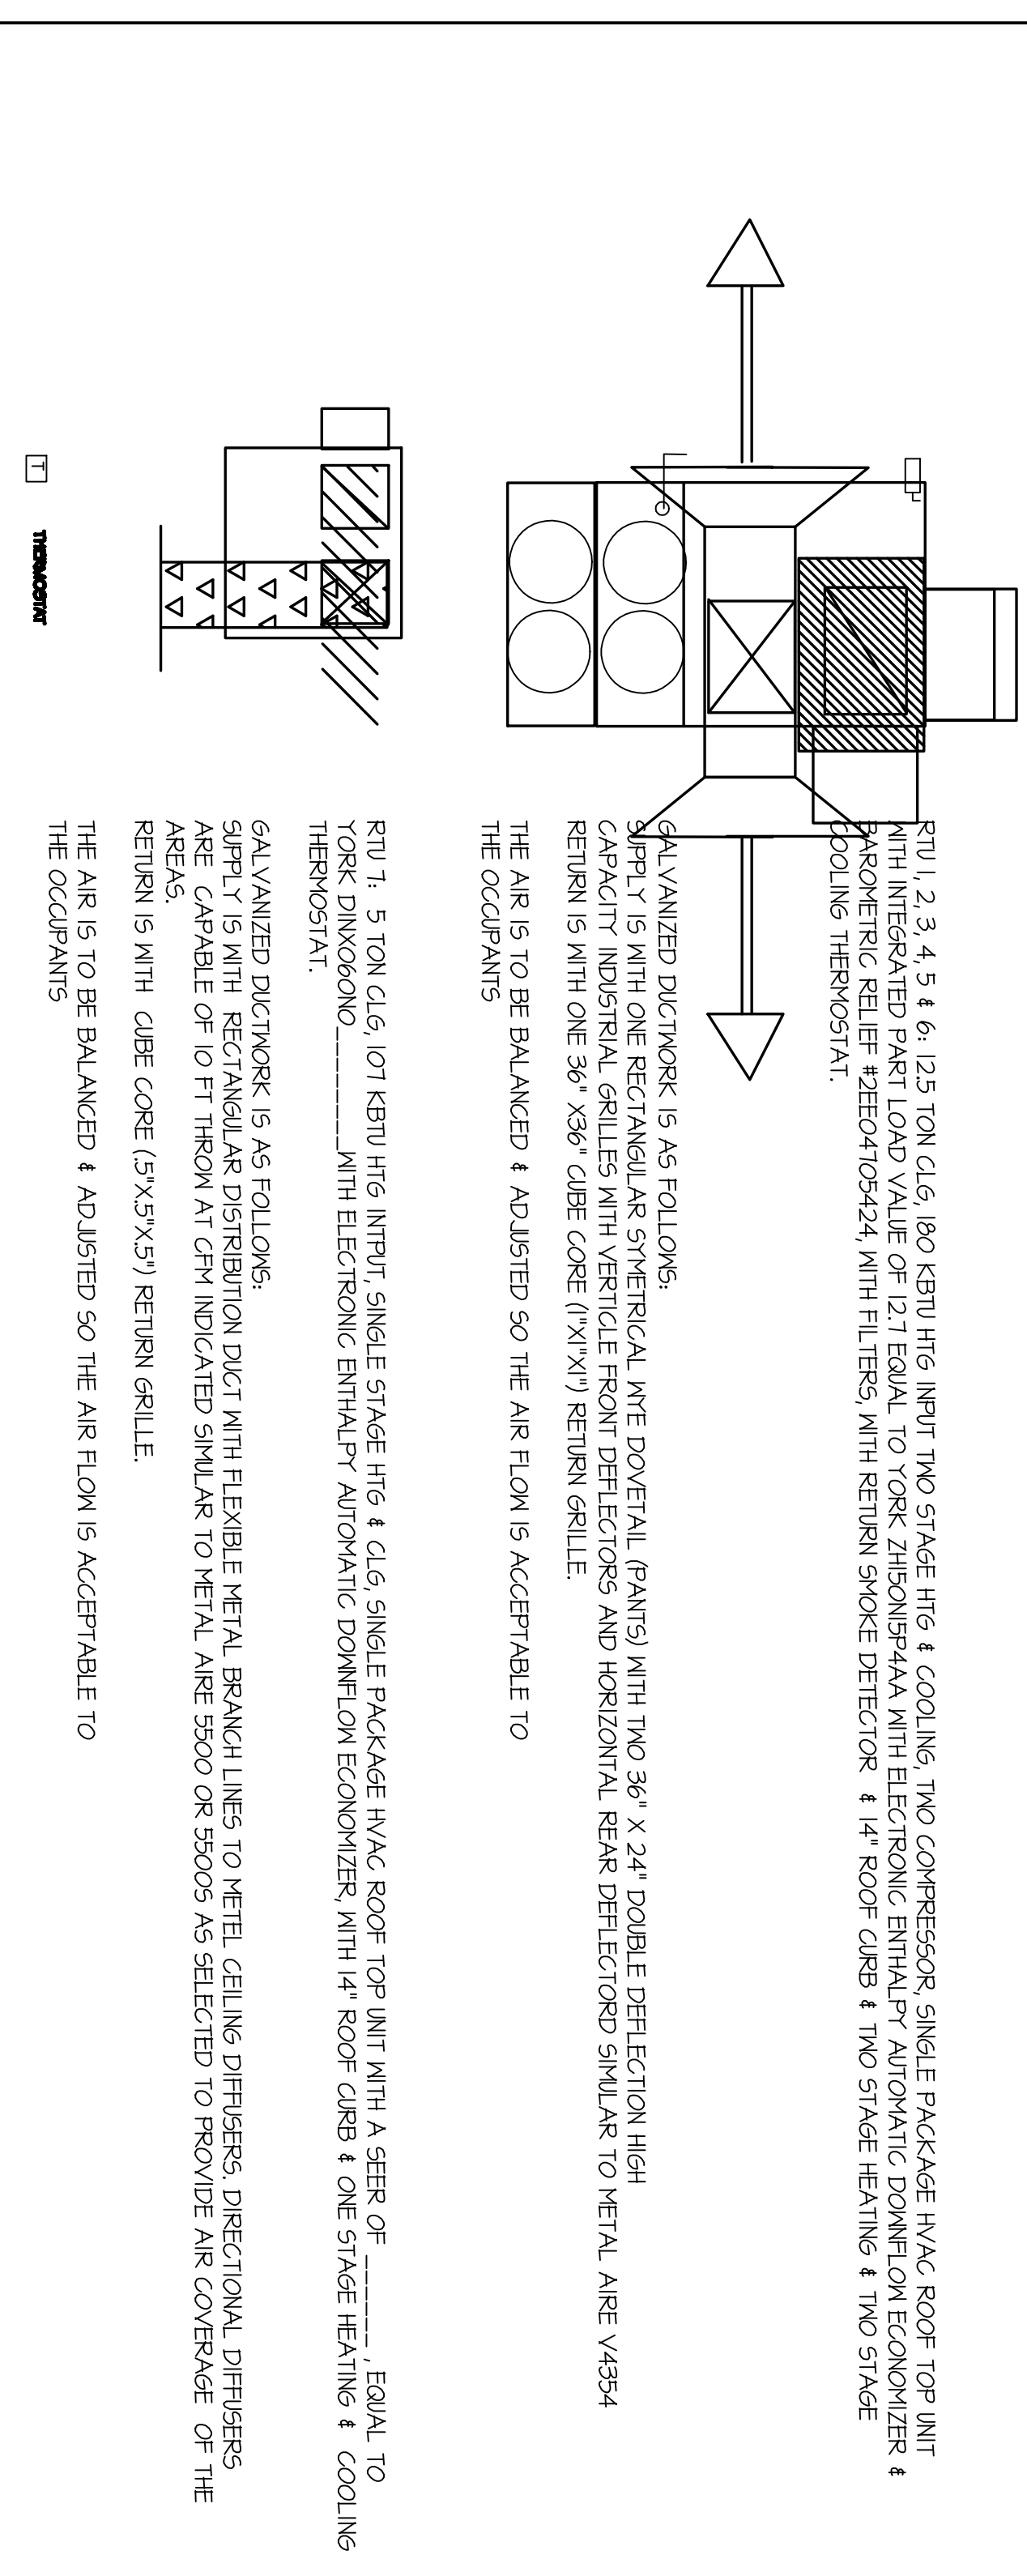 RTU 1, 2, 3, 4, 5 & 6: 12.5 TON CLG, 180 KBTU HTG INPUT TWO STAGE HTG & COOLING, TWO COMPRESSOR, SINGLE PACKAGE HVAC ROOF TOP UNIT
WITH INTEGRATED PART LOAD VALUE OF 12.7 EQUAL TO YORK ZH150N15P4AA WITH ELECTRONIC ENTHALPY AUTOMATIC DOWNFLOW ECONOMIZER &
BAROMETRIC RELIEF #2EE04705424, WITH FILTERS, WITH RETURN SMOKE DETECTOR & 14" ROOF CURB & TWO STAGE HEATING & TWO STAGE
COOLING THERMOSTAT.
GALVANIZED DUCTWORK IS AS FOLLOWS:
SUPPLY IS WITH ONE RECTANGULAR SYMETRICAL WYE DOVETAIL (PANTS) WITH TWO 36" X 24" DOUBLE DEFLECTION HIGH
CAPACITY INDUSTRIAL GRILLES WITH VERTICLE FRONT DEFLECTORS AND HORIZONTAL REAR DEFLECTORD SIMULAR TO METAL AIRE V4354
RETURN IS WITH ONE 36" X36" CUBE CORE (1"X1"X1") RETURN GRILLE.
THE AIR IS TO BE BALANCED & ADJUSTED SO THE AIR FLOW IS ACCEPTABLE TO
THE OCCUPANTS
RTU 7: 5 TON CLG, 107 KBTU HTG INTPUT, SINGLE STAGE HTG & CLG, SINGLE PACKAGE HVAC ROOF TOP UNIT WITH A SEER OF ______ , EQUAL TO
YORK DINX060NO________WITH ELECTRONIC ENTHALPY AUTOMATIC DOWNFLOW ECONOMIZER, WITH 14" ROOF CURB & ONE STAGE HEATING & COOLING
THERMOSTAT.
GALVANIZED DUCTWORK IS AS FOLLOWS:
SUPPLY IS WITH RECTANGULAR DISTRIBUTION DUCT WITH FLEXIBLE METAL BRANCH LINES TO METEL CEILING DIFFUSERS. DIRECTIONAL DIFFUSERS
ARE CAPABLE OF 10 FT THROW AT CFM INDICATED SIMULAR TO METAL AIRE 5500 OR 5500S AS SELECTED TO PROVIDE AIR COVERAGE OF THE
AREAS.
RETURN IS WITH CUBE CORE (.5"X.5"X.5") RETURN GRILLE.
THE AIR IS TO BE BALANCED & ADJUSTED SO THE AIR FLOW IS ACCEPTABLE TO
THE OCCUPANTS
T THERMOSTAT